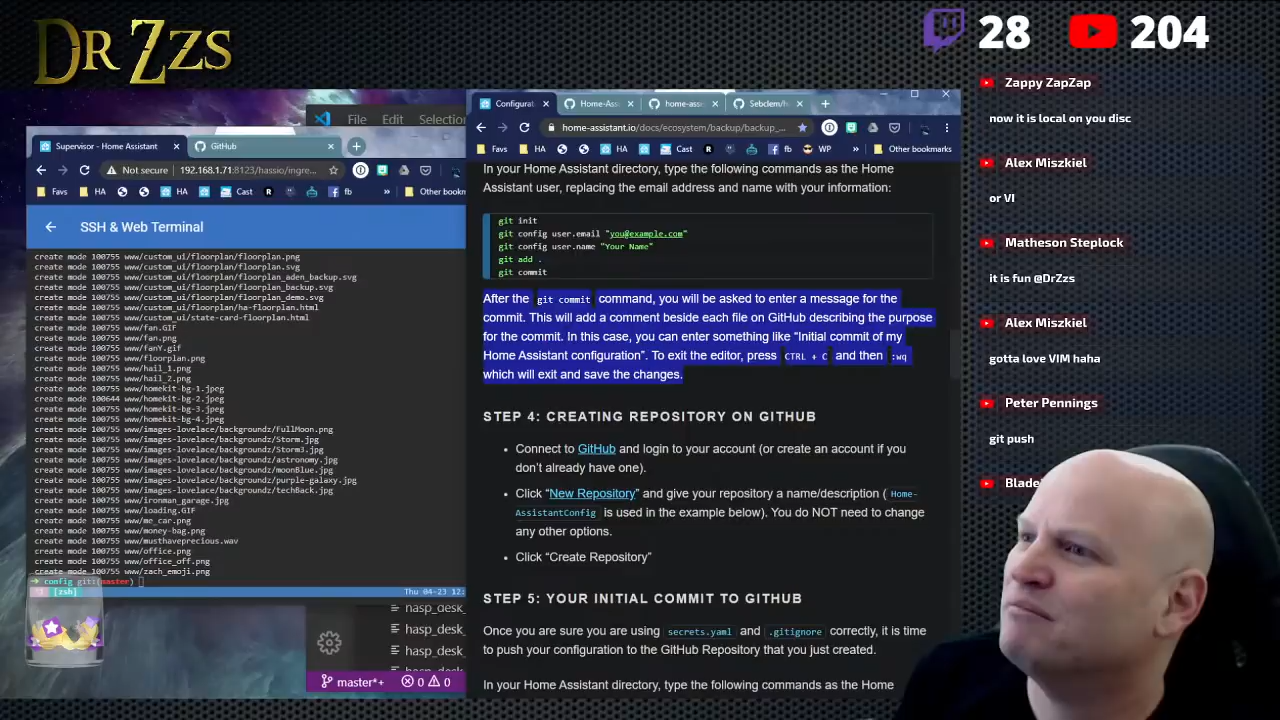 DR ZZS
28
204
File Edit Selection
Supervisor - Home Assistant
GitHub
Not secure 192.168.1.71:8123/hassio/ingre...
Favs
HA
HA
Cast
R
fb
Other bookmarks
SSH & Web Terminal
create mode 100755 www/custom_ui/floorplan/floorplan.png
create mode 100755 www/custom_ui/floorplan/floorplan.svg
create mode 100755 www/custom_ui/floorplan/floorplan_aden_backup.svg
create mode 100755 www/custom_ui/floorplan/floorplan_backup.svg
create mode 100755 www/custom_ui/floorplan/floorplan_demo.svg
create mode 100755 www/custom_ui/floorplan/ha-floorplan.html
create mode 100755 www/custom_ui/state-card-floorplan.html
create mode 100755 www/fan.GIF
create mode 100755 www/fan.png
create mode 100755 www/fanY.gif
create mode 100755 www/floorplan.png
create mode 100755 www/hail_1.png
create mode 100755 www/hail_2.png
create mode 100755 www/homekit-bg-1.jpeg
create mode 100644 www/homekit-bg-2.jpeg
create mode 100755 www/homekit-bg-3.jpeg
create mode 100755 www/homekit-bg-4.jpeg
create mode 100755 www/images-lovelace/backgroundz/FullMoon.png
create mode 100755 www/images-lovelace/backgroundz/Storm.jpg
create mode 100755 www/images-lovelace/backgroundz/Storm3.jpg
create mode 100755 www/images-lovelace/backgroundz/astronomy.jpg
create mode 100755 www/images-lovelace/backgroundz/moonBlue.jpg
create mode 100755 www/images-lovelace/backgroundz/purple-galaxy.jpg
create mode 100755 www/images-lovelace/backgroundz/techBack.jpg
create mode 100755 www/ironman_garage.jpg
create mode 100755 www/loading.GIF
create mode 100755 www/me_car.png
create mode 100755 www/money-bag.png
create mode 100755 www/musthaveprecious.wav
create mode 100755 www/office.png
create mode 100755 www/office_off.png
create mode 100755 www/zach_emoji.png
→ config git:(master)
[zsh]
Thu 04-23 12:
hasp_desk_
hasp_desk_
hasp_desk_
master*+
0
0
Configurat
Home-Ass
home-ass
Sebclem/h
home-assistant.io/docs/ecosystem/backup/backup_...
Favs
HA
HA
Cast
R
fb
WP
Other bookmarks
In your Home Assistant directory, type the following commands as the Home
Assistant user, replacing the email address and name with your information:
git init
git config user.email "you@example.com"
git config user.name "Your Name"
git add .
git commit
After the git commit command, you will be asked to enter a message for the
commit. This will add a comment beside each file on GitHub describing the purpose
for the commit. In this case, you can enter something like “Initial commit of my
Home Assistant configuration”. To exit the editor, press CTRL + C and then :wq
which will exit and save the changes.
STEP 4: CREATING REPOSITORY ON GITHUB
• Connect to GitHub and login to your account (or create an account if you
don’t already have one).
• Click “New Repository” and give your repository a name/description ( Home-
AssistantConfig is used in the example below). You do NOT need to change
any other options.
• Click “Create Repository”
STEP 5: YOUR INITIAL COMMIT TO GITHUB
Once you are sure you are using secrets.yaml and .gitignore correctly, it is time
to push your configuration to the GitHub Repository that you just created.
In your Home Assistant directory, type the following commands as the Home
Zappy ZapZap
now it is local on you disc
Alex Miszkiel
or VI
Matheson Steplock
it is fun @DrZzs
Alex Miszkiel
gotta love VIM haha
Peter Pennings
git push
Blade